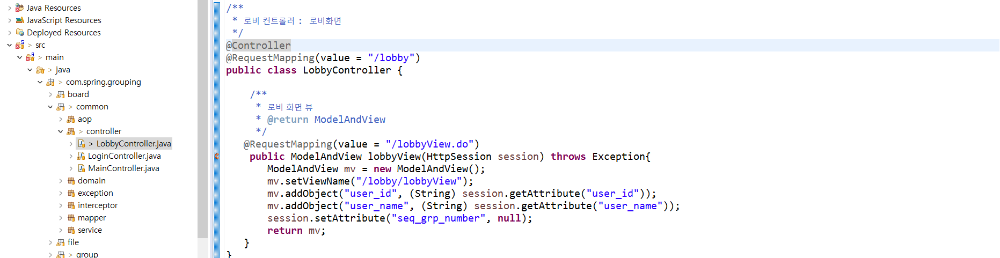 Java Resources
JavaScript Resources
Deployed Resources
> src
> main
> java
> com.spring.grouping
board
> common
aop
> controller
> LobbyController.java
LoginController.java
MainController.java
domain
exception
interceptor
mapper
service
file
> group
/**
* 로비 컨트롤러 : 로비화면
*/
@Controller
@RequestMapping(value = "/lobby")
public class LobbyController {
/**
* 로비 화면 뷰
* @return ModelAndView
*/
@RequestMapping(value = "/lobbyView.do")
public ModelAndView lobbyView(HttpSession session) throws Exception{
ModelAndView mv = new ModelAndView();
mv.setViewName("/lobby/lobbyView");
mv.addObject("user_id", (String) session.getAttribute("user_id"));
mv.addObject("user_name", (String) session.getAttribute("user_name"));
session.setAttribute("seq_grp_number", null);
return mv;
}
}